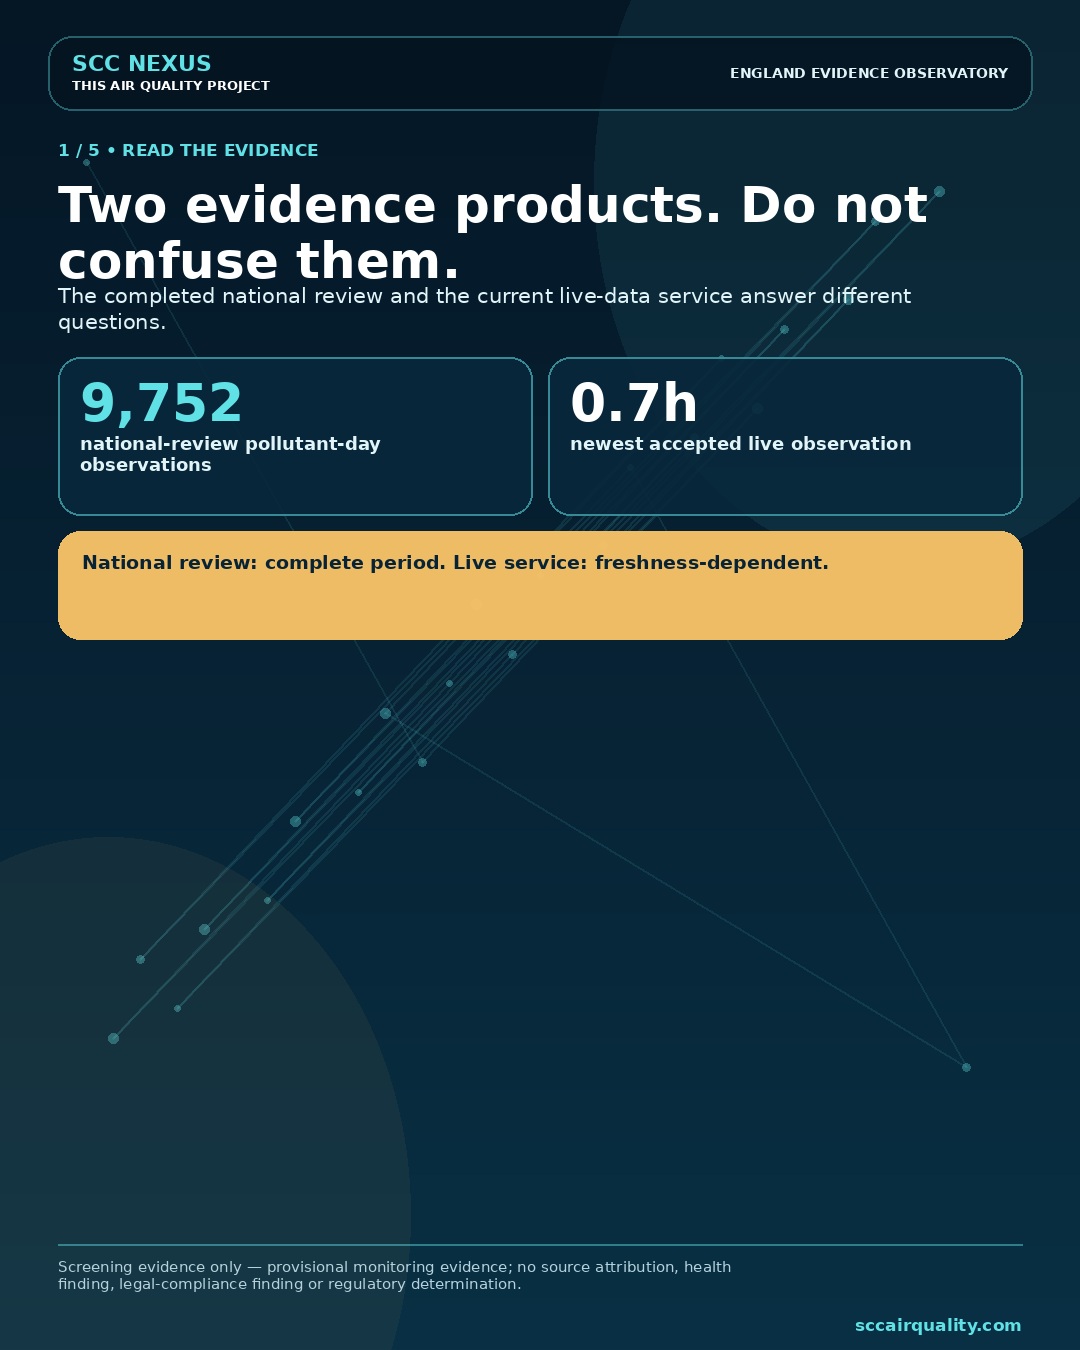 SCC NEXUS
THIS AIR QUALITY PROJECT
ENGLAND EVIDENCE OBSERVATORY
1 / 5 • READ THE EVIDENCE
Two evidence products. Do not
confuse them.
The completed national review and the current live-data service answer different
questions.
9,752
national-review pollutant-day
observations
0.7h
newest accepted live observation
National review: complete period. Live service: freshness-dependent.
Screening evidence only — provisional monitoring evidence; no source attribution, health
finding, legal-compliance finding or regulatory determination.
sccairquality.com